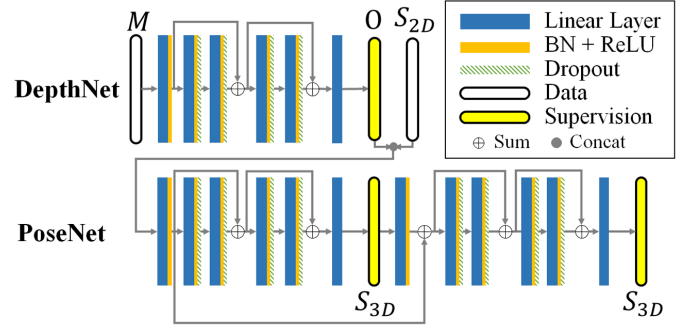 M
O
S2D
DepthNet
Linear Layer
BN + ReLU
Dropout
Data
Supervision
Sum
Concat
PoseNet
S3D
S3D